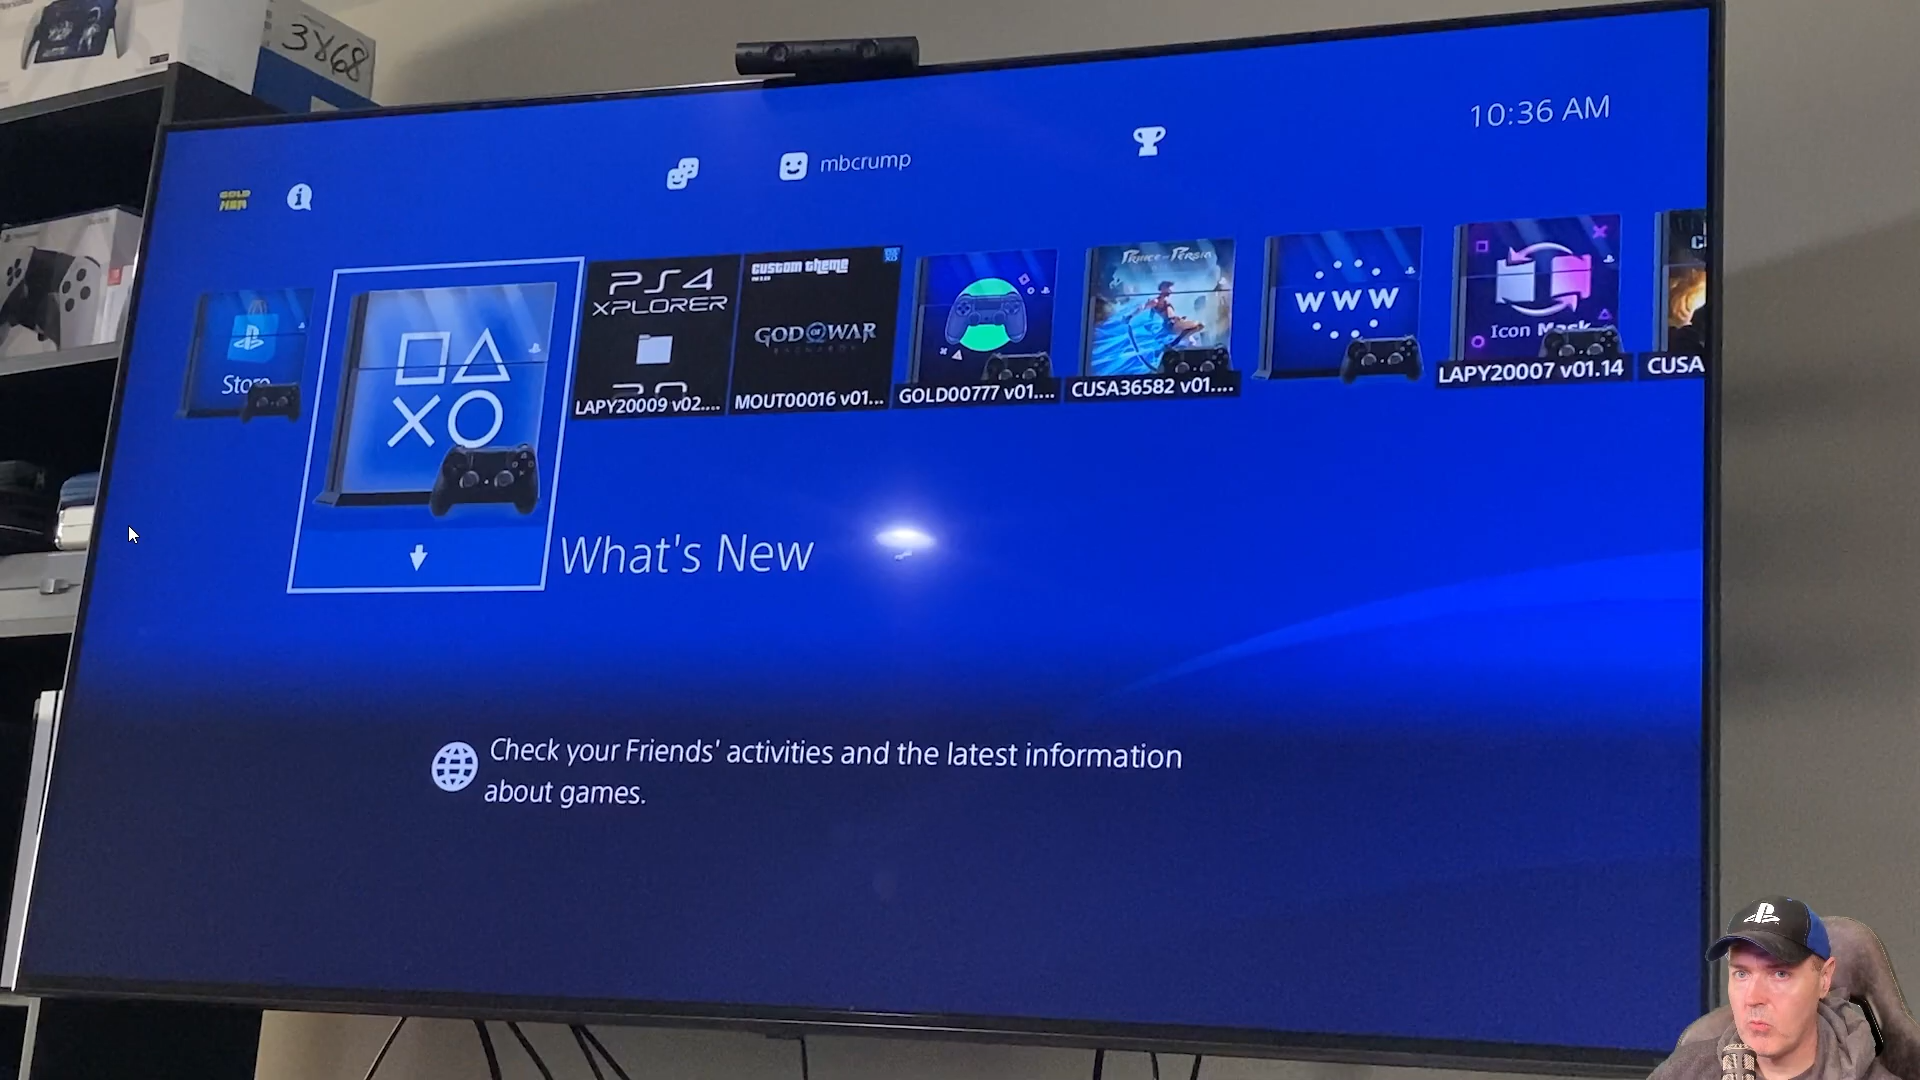 3868
10:36 AM
mbcrump
GOLD
HEN
Store
PS4
XPLORER
LAPY20009 v02....
custom theme
GOD OF WAR
RAGNARÖK
MOUT00016 v01...
GOLD00777 v01....
Prince of Persia
CUSA36582 v01....
WWW
Icon Mask
LAPY20007 v01.14
CUSA
What's New
Check your Friends' activities and the latest information
about games.